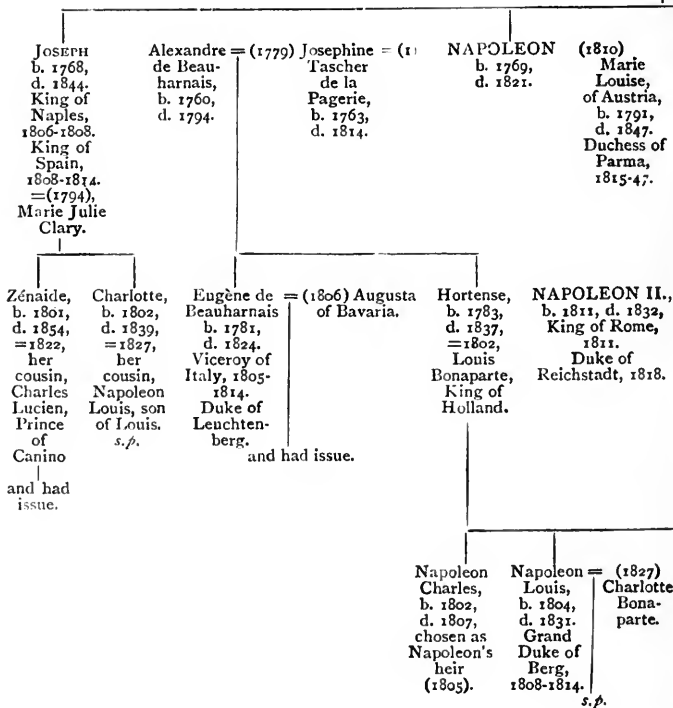 JOSEPH
b. 1768,
d. 1844.
King of
Naples,
1806-1808.
King of
Spain,
1808-1814.
=(1794),
Marie Julie
Clary.
Alexandre = (1779) Josephine = (1
de Beau-
harnais,
b. 1760,
d. 1794.
Tascher
de la
Pagerie,
b. 1763,
d. 1814.
NAPOLEON
b. 1769,
d. 1821.
(1810)
Marie
Louise,
of Austria,
b. 1791,
d. 1847.
Duchess of
Parma,
1815-47.
Zénaide,
b. 1801,
d. 1854,
=1822,
her
cousin,
Charles
Lucien,
Prince
of
Canino
and had
issue.
Charlotte,
b. 1802,
d. 1839,
=1827,
her
cousin,
Napoleon
Louis, son
of Louis.
s.p.
Eugène de = (1806) Augusta
Beauharnais of Bavaria.
b. 1781,
d. 1824.
Viceroy of
Italy, 1805-
1814.
Duke of
Leuchten-
berg.
and had issue.
Hortense,
b. 1783,
d. 1837,
=1802,
Louis
Bonaparte,
King of
Holland.
NAPOLEON II.,
b. 1811, d. 1832,
King of Rome,
1811.
Duke of
Reichstadt, 1818.
Napoleon
Charles,
b. 1802,
d. 1807,
chosen as
Napoleon's
heir
(1805).
Napoleon = (1827)
Louis,
b. 1804,
d. 1831.
Grand
Duke of
Berg,
1808-1814.
Charlotte
Bona-
parte.
s.p.